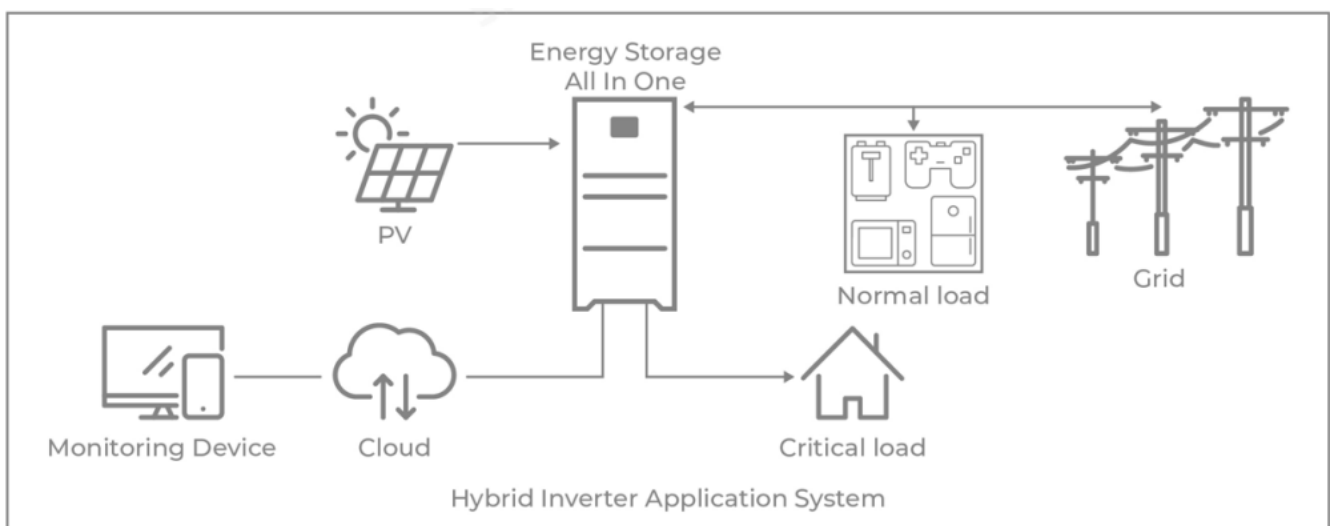 Energy Storage
All In One
PV
Normal load
Grid
Monitoring Device
Cloud
Critical load
Hybrid Inverter Application System